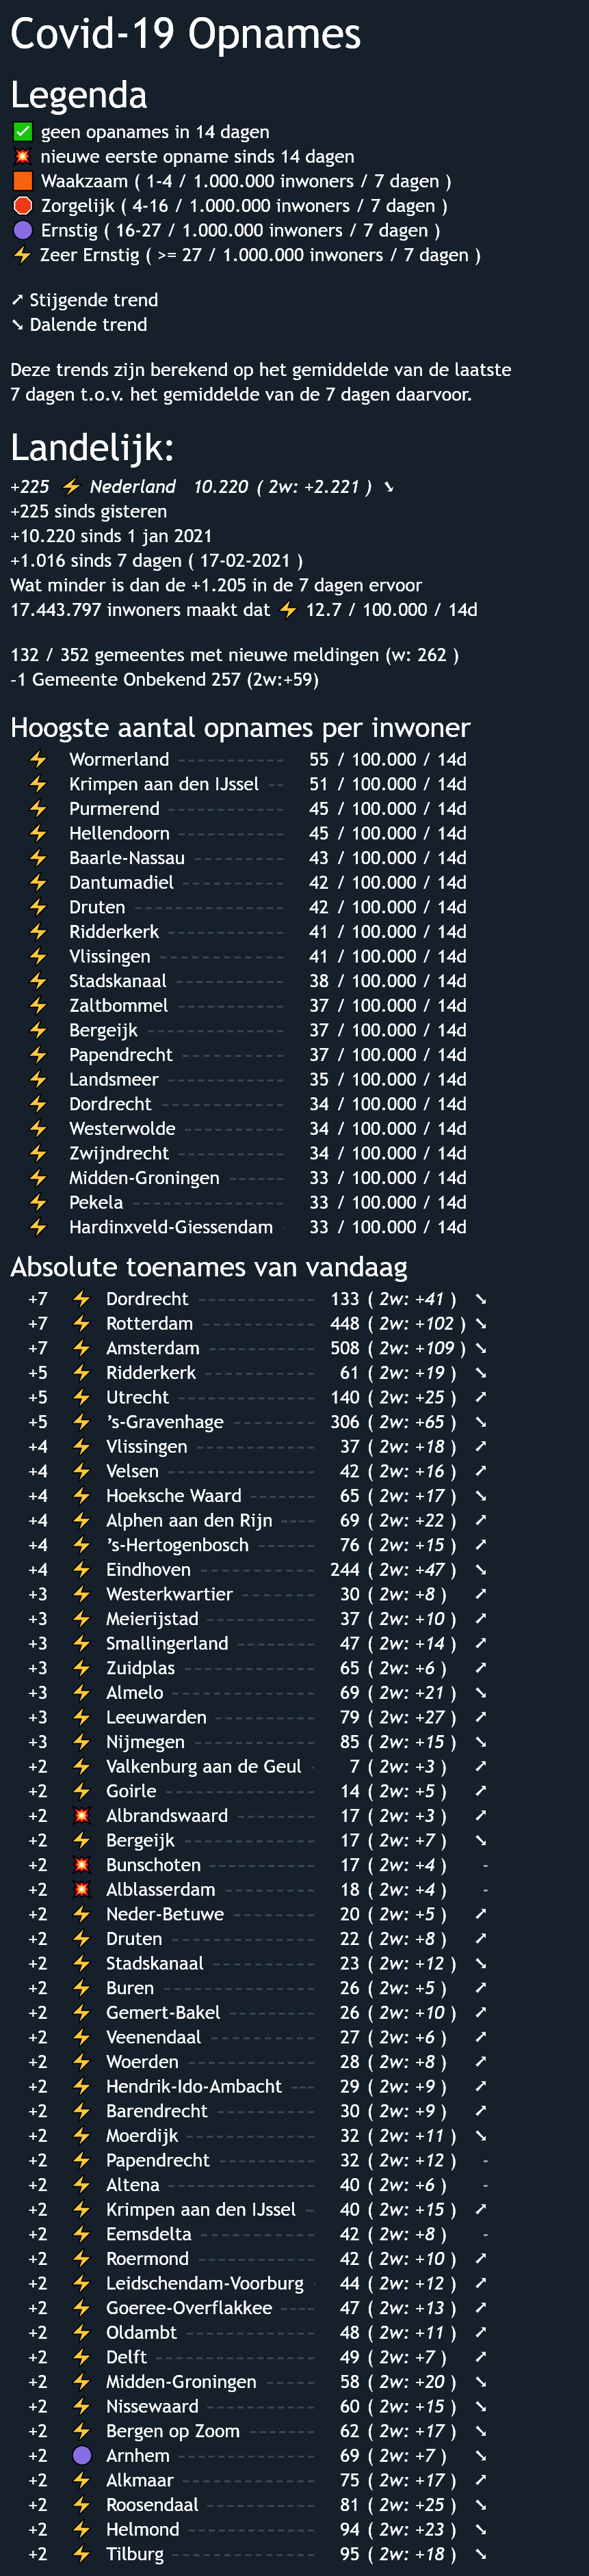 Covid-19 Opnames
Legenda
✅ geen opanames in 14 dagen
💥 nieuwe eerste opname sinds 14 dagen
🟧 Waakzaam ( 1-4 / 1.000.000 inwoners / 7 dagen )
🛑 Zorgelijk ( 4-16 / 1.000.000 inwoners / 7 dagen )
🟣 Ernstig ( 16-27 / 1.000.000 inwoners / 7 dagen )
⚡ Zeer Ernstig ( >= 27 / 1.000.000 inwoners / 7 dagen )
↗ Stijgende trend
↘ Dalende trend
Deze trends zijn berekend op het gemiddelde van de laatste
7 dagen t.o.v. het gemiddelde van de 7 dagen daarvoor.
Landelijk:
+225 ⚡ Nederland 10.220 ( 2w: +2.221 ) ↘
+225 sinds gisteren
+10.220 sinds 1 jan 2021
+1.016 sinds 7 dagen ( 17-02-2021 )
Wat minder is dan de +1.205 in de 7 dagen ervoor
17.443.797 inwoners maakt dat ⚡ 12.7 / 100.000 / 14d
132 / 352 gemeentes met nieuwe meldingen (w: 262 )
-1 Gemeente Onbekend 257 (2w:+59)
Hoogste aantal opnames per inwoner
⚡ Wormerland 55 / 100.000 / 14d
⚡ Krimpen aan den IJssel 51 / 100.000 / 14d
⚡ Purmerend 45 / 100.000 / 14d
⚡ Hellendoorn 45 / 100.000 / 14d
⚡ Baarle-Nassau 43 / 100.000 / 14d
⚡ Dantumadiel 42 / 100.000 / 14d
⚡ Druten 42 / 100.000 / 14d
⚡ Ridderkerk 41 / 100.000 / 14d
⚡ Vlissingen 41 / 100.000 / 14d
⚡ Stadskanaal 38 / 100.000 / 14d
⚡ Zaltbommel 37 / 100.000 / 14d
⚡ Bergeijk 37 / 100.000 / 14d
⚡ Papendrecht 37 / 100.000 / 14d
⚡ Landsmeer 35 / 100.000 / 14d
⚡ Dordrecht 34 / 100.000 / 14d
⚡ Westerwolde 34 / 100.000 / 14d
⚡ Zwijndrecht 34 / 100.000 / 14d
⚡ Midden-Groningen 33 / 100.000 / 14d
⚡ Pekela 33 / 100.000 / 14d
⚡ Hardinxveld-Giessendam 33 / 100.000 / 14d
Absolute toenames van vandaag
+7 ⚡ Dordrecht 133 ( 2w: +41 ) ↘
+7 ⚡ Rotterdam 448 ( 2w: +102 ) ↘
+7 ⚡ Amsterdam 508 ( 2w: +109 ) ↘
+5 ⚡ Ridderkerk 61 ( 2w: +19 ) ↘
+5 ⚡ Utrecht 140 ( 2w: +25 ) ↗
+5 ⚡ 's-Gravenhage 306 ( 2w: +65 ) ↘
+4 ⚡ Vlissingen 37 ( 2w: +18 ) ↗
+4 ⚡ Velsen 42 ( 2w: +16 ) ↗
+4 ⚡ Hoeksche Waard 65 ( 2w: +17 ) ↘
+4 ⚡ Alphen aan den Rijn 69 ( 2w: +22 ) ↗
+4 ⚡ 's-Hertogenbosch 76 ( 2w: +15 ) ↗
+4 ⚡ Eindhoven 244 ( 2w: +47 ) ↘
+3 ⚡ Westerkwartier 30 ( 2w: +8 ) ↗
+3 ⚡ Meierijstad 37 ( 2w: +10 ) ↗
+3 ⚡ Smallingerland 47 ( 2w: +14 ) ↗
+3 ⚡ Zuidplas 65 ( 2w: +6 ) ↗
+3 ⚡ Almelo 69 ( 2w: +21 ) ↘
+3 ⚡ Leeuwarden 79 ( 2w: +27 ) ↗
+3 ⚡ Nijmegen 85 ( 2w: +15 ) ↘
+2 ⚡ Valkenburg aan de Geul 7 ( 2w: +3 ) ↗
+2 ⚡ Goirle 14 ( 2w: +5 ) ↗
+2 💥 Albrandswaard 17 ( 2w: +3 ) ↗
+2 ⚡ Bergeijk 17 ( 2w: +7 ) ↘
+2 💥 Bunschoten 17 ( 2w: +4 ) -
+2 💥 Alblasserdam 18 ( 2w: +4 ) -
+2 ⚡ Neder-Betuwe 20 ( 2w: +5 ) ↗
+2 ⚡ Druten 22 ( 2w: +8 ) ↗
+2 ⚡ Stadskanaal 23 ( 2w: +12 ) ↘
+2 ⚡ Buren 26 ( 2w: +5 ) ↗
+2 ⚡ Gemert-Bakel 26 ( 2w: +10 ) ↗
+2 ⚡ Veenendaal 27 ( 2w: +6 ) ↗
+2 ⚡ Woerden 28 ( 2w: +8 ) ↗
+2 ⚡ Hendrik-Ido-Ambacht 29 ( 2w: +9 ) ↗
+2 ⚡ Barendrecht 30 ( 2w: +9 ) ↗
+2 ⚡ Moerdijk 32 ( 2w: +11 ) ↘
+2 ⚡ Papendrecht 32 ( 2w: +12 ) -
+2 ⚡ Altena 40 ( 2w: +6 ) -
+2 ⚡ Krimpen aan den IJssel 40 ( 2w: +15 ) ↗
+2 ⚡ Eemsdelta 42 ( 2w: +8 ) -
+2 ⚡ Roermond 42 ( 2w: +10 ) ↗
+2 ⚡ Leidschendam-Voorburg 44 ( 2w: +12 ) ↗
+2 ⚡ Goeree-Overflakkee 47 ( 2w: +13 ) ↗
+2 ⚡ Oldambt 48 ( 2w: +11 ) ↗
+2 ⚡ Delft 49 ( 2w: +7 ) ↗
+2 ⚡ Midden-Groningen 58 ( 2w: +20 ) ↘
+2 ⚡ Nissewaard 60 ( 2w: +15 ) ↘
+2 ⚡ Bergen op Zoom 62 ( 2w: +17 ) ↘
+2 🟣 Arnhem 69 ( 2w: +7 ) ↘
+2 ⚡ Alkmaar 75 ( 2w: +17 ) ↗
+2 ⚡ Roosendaal 81 ( 2w: +25 ) ↘
+2 ⚡ Helmond 94 ( 2w: +23 ) ↘
+2 ⚡ Tilburg 95 ( 2w: +18 ) ↘